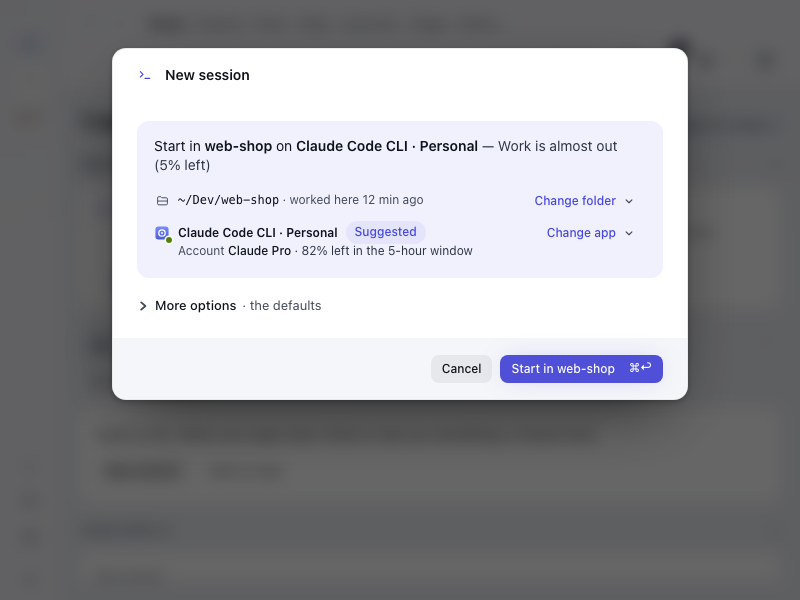 New session
Start in web-shop on Claude Code CLI · Personal — Work is almost out
(5% left)
~/Dev/web-shop · worked here 12 min ago
Change folder
Claude Code CLI · Personal
Suggested
Change app
Account Claude Pro · 82% left in the 5-hour window
More options · the defaults
Cancel
Start in web-shop ⌘↩